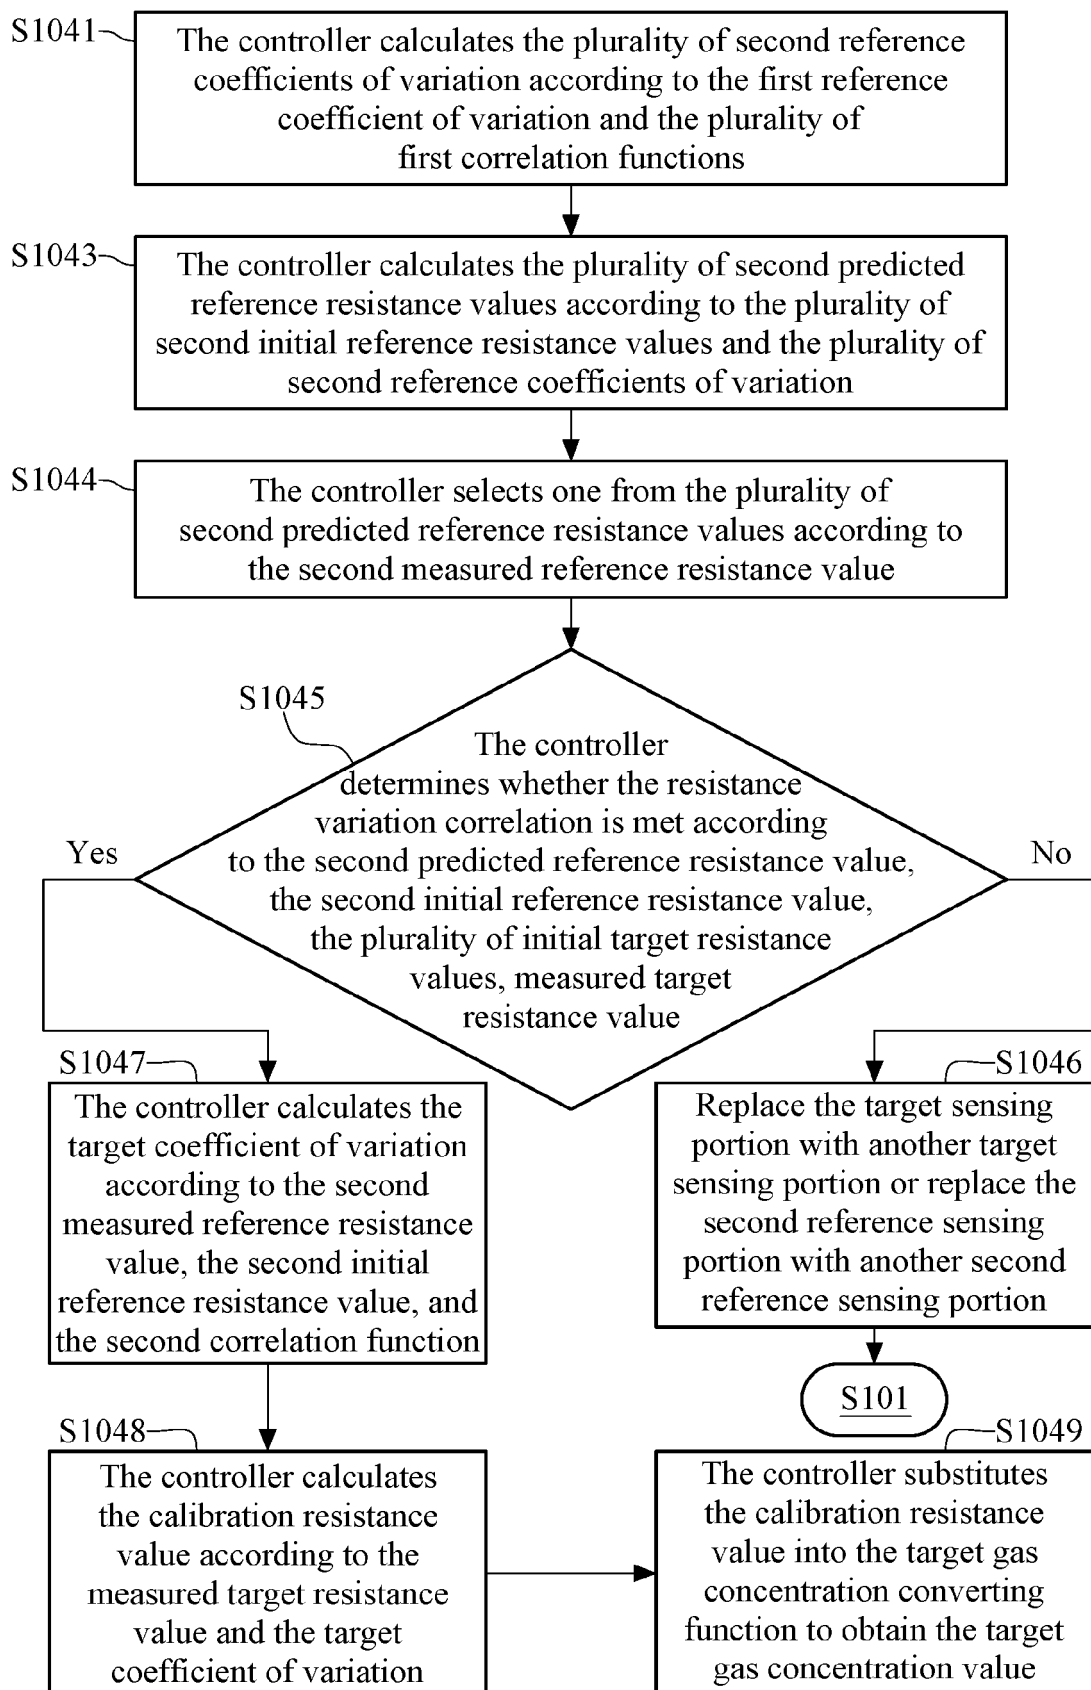 S1041
The controller calculates the plurality of second reference
coefficients of variation according to the first reference
coefficient of variation and the plurality of
first correlation functions
S1043
The controller calculates the plurality of second predicted
reference resistance values according to the plurality of
second initial reference resistance values and the plurality of
second reference coefficients of variation
S1044
The controller selects one from the plurality of
second predicted reference resistance values according to
the second measured reference resistance value
S1045
The controller
determines whether the resistance
variation correlation is met according
to the second predicted reference resistance value,
the second initial reference resistance value,
the plurality of initial target resistance
values, measured target
resistance value
Yes
No
S1047
The controller calculates the
target coefficient of variation
according to the second
measured reference resistance
value, the second initial
reference resistance value, and
the second correlation function
S1046
Replace the target sensing
portion with another target
sensing portion or replace the
second reference sensing
portion with another second
reference sensing portion
S101
S1048
The controller calculates
the calibration resistance
value according to the
measured target resistance
value and the target
coefficient of variation
S1049
The controller substitutes
the calibration resistance
value into the target gas
concentration converting
function to obtain the target
gas concentration value